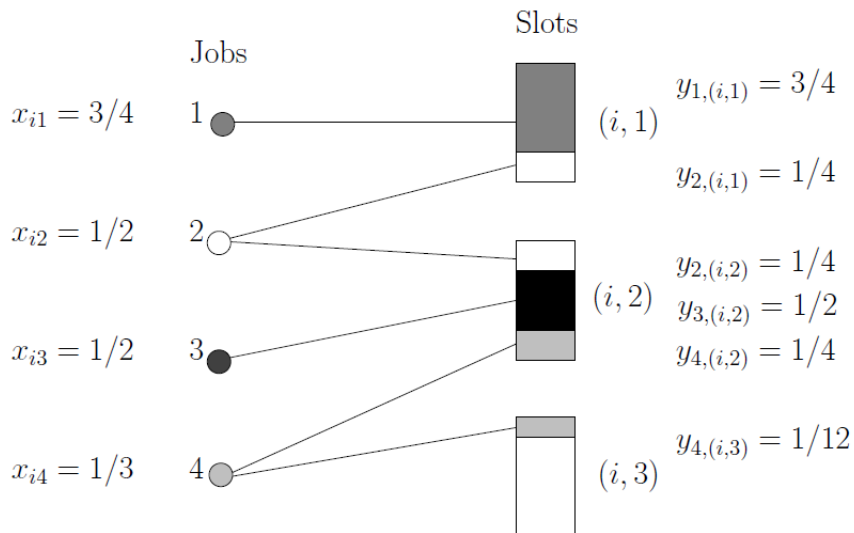 Slots
Jobs
x_{i1} = 3/4
1
(i, 1)
y_{1,(i,1)} = 3/4
y_{2,(i,1)} = 1/4
x_{i2} = 1/2
2
y_{2,(i,2)} = 1/4
(i, 2)
y_{3,(i,2)} = 1/2
x_{i3} = 1/2
3
y_{4,(i,2)} = 1/4
x_{i4} = 1/3
4
(i, 3)
y_{4,(i,3)} = 1/12